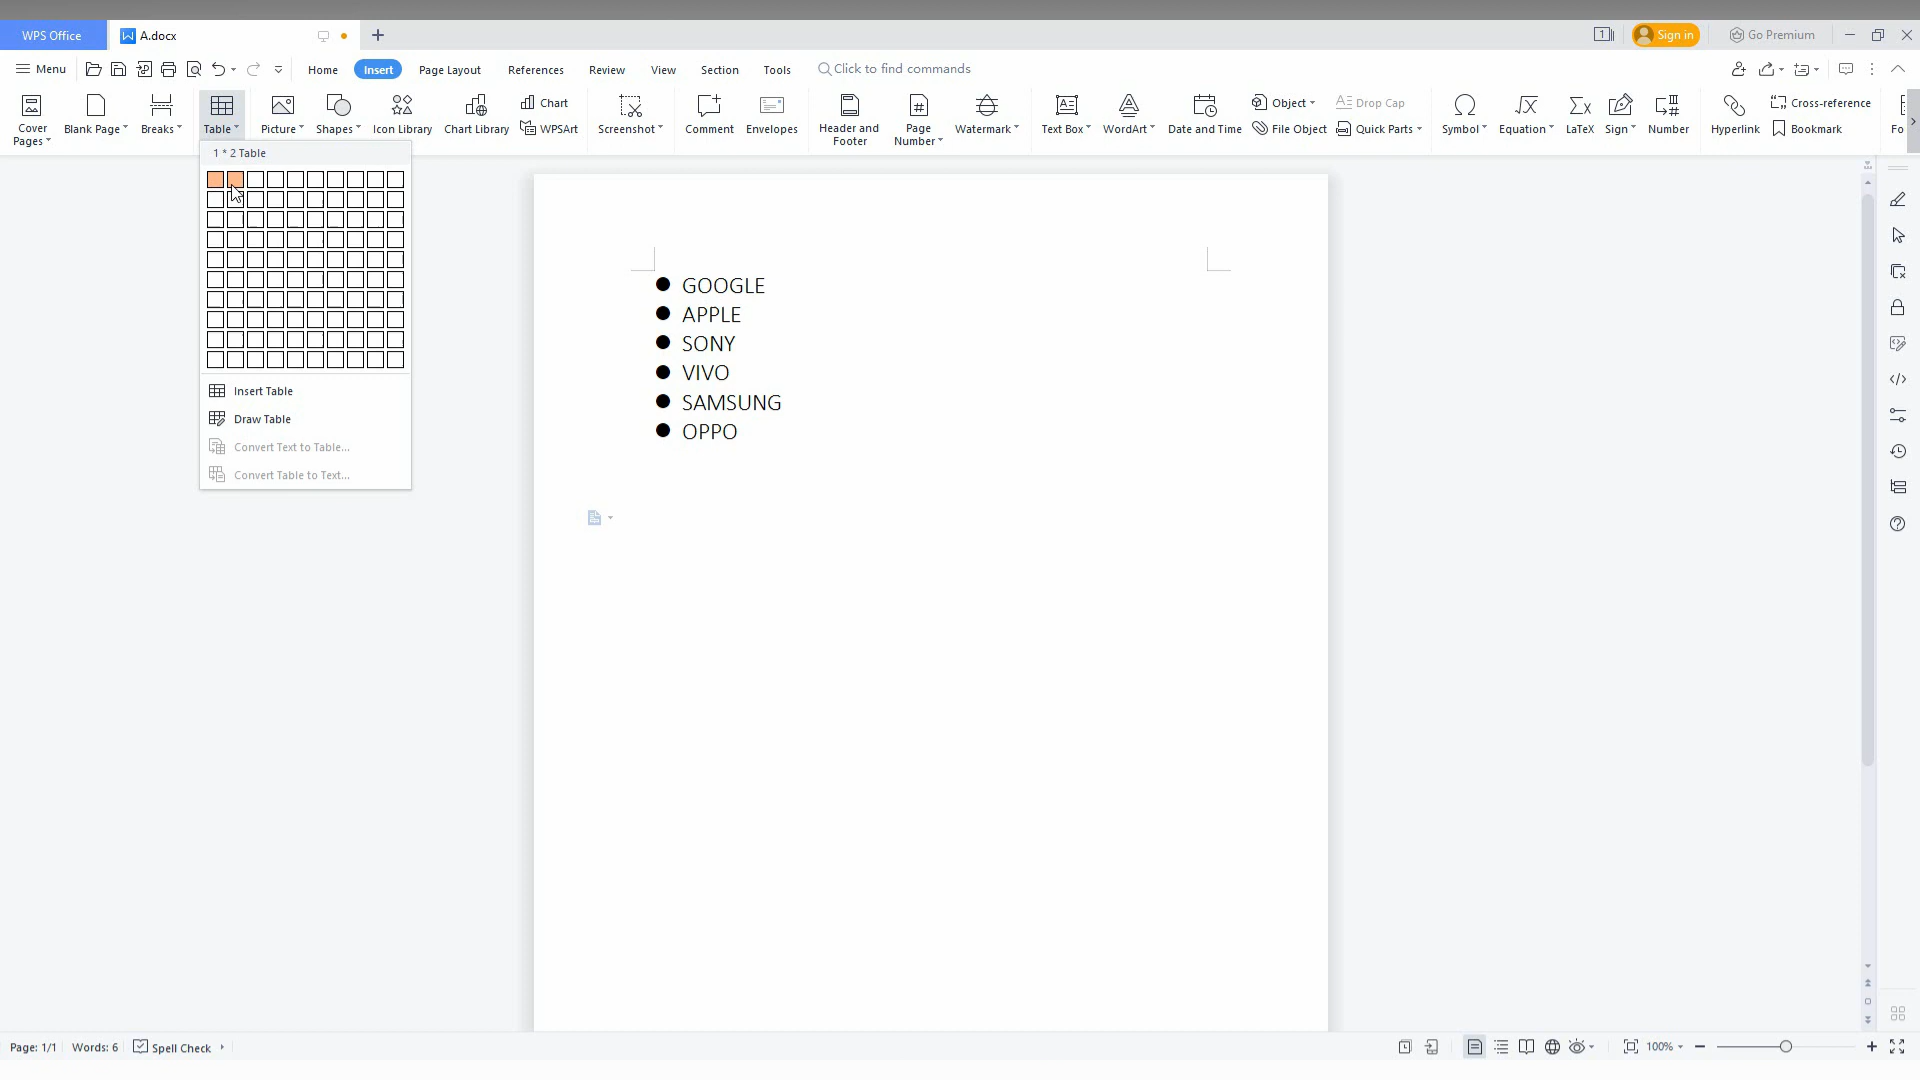 WPS Office
A.docx
1
Sign in
Go Premium
Menu
Home
Insert
Page Layout
References
Review
View
Section
Tools
Click to find commands
Cover Pages
Blank Page
Breaks
Table
Picture
Shapes
Icon Library
Chart Library
Chart
WPSArt
Screenshot
Comment
Envelopes
Header and Footer
Page Number
Watermark
Text Box
WordArt
Date and Time
Object
File Object
Drop Cap
Quick Parts
Symbol
Equation
LaTeX
Sign
Number
Hyperlink
Cross-reference
Bookmark
Fo
1 * 2 Table
Insert Table
Draw Table
Convert Text to Table...
Convert Table to Text...
GOOGLE
APPLE
SONY
VIVO
SAMSUNG
OPPO
Page: 1/1
Words: 6
Spell Check
100%